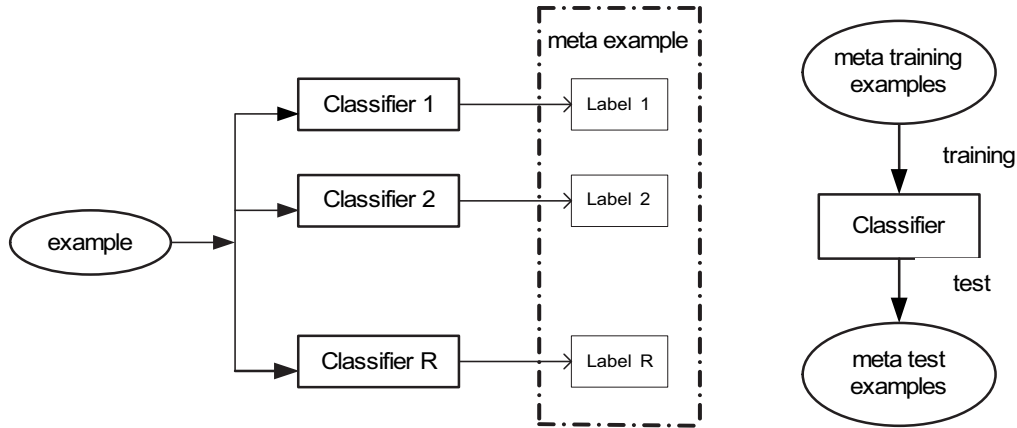 meta example
Classifier 1
Label 1
Classifier 2
Label 2
example
Classifier R
Label R
meta training
examples
training
Classifier
test
meta test
examples